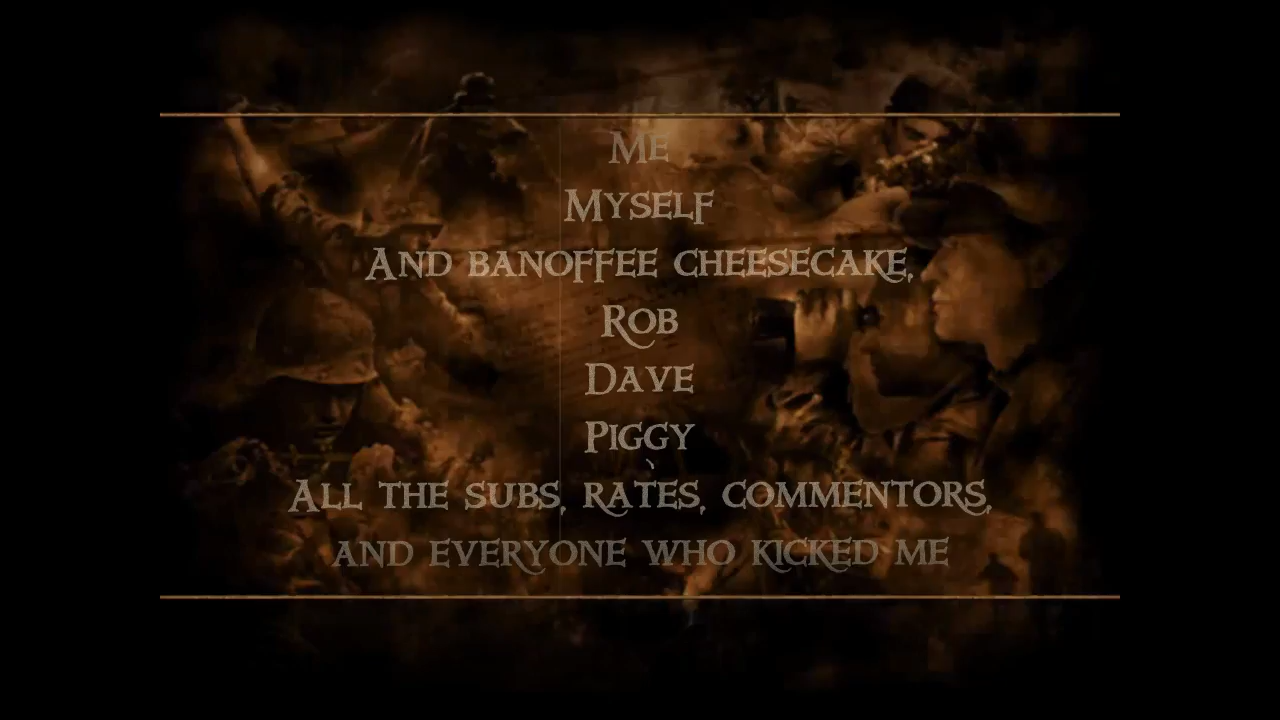 Me
Myself
And banoffee cheesecake,
Rob
Dave
Piggy
All the subs, rates, commentors,
and everyone who kicked me